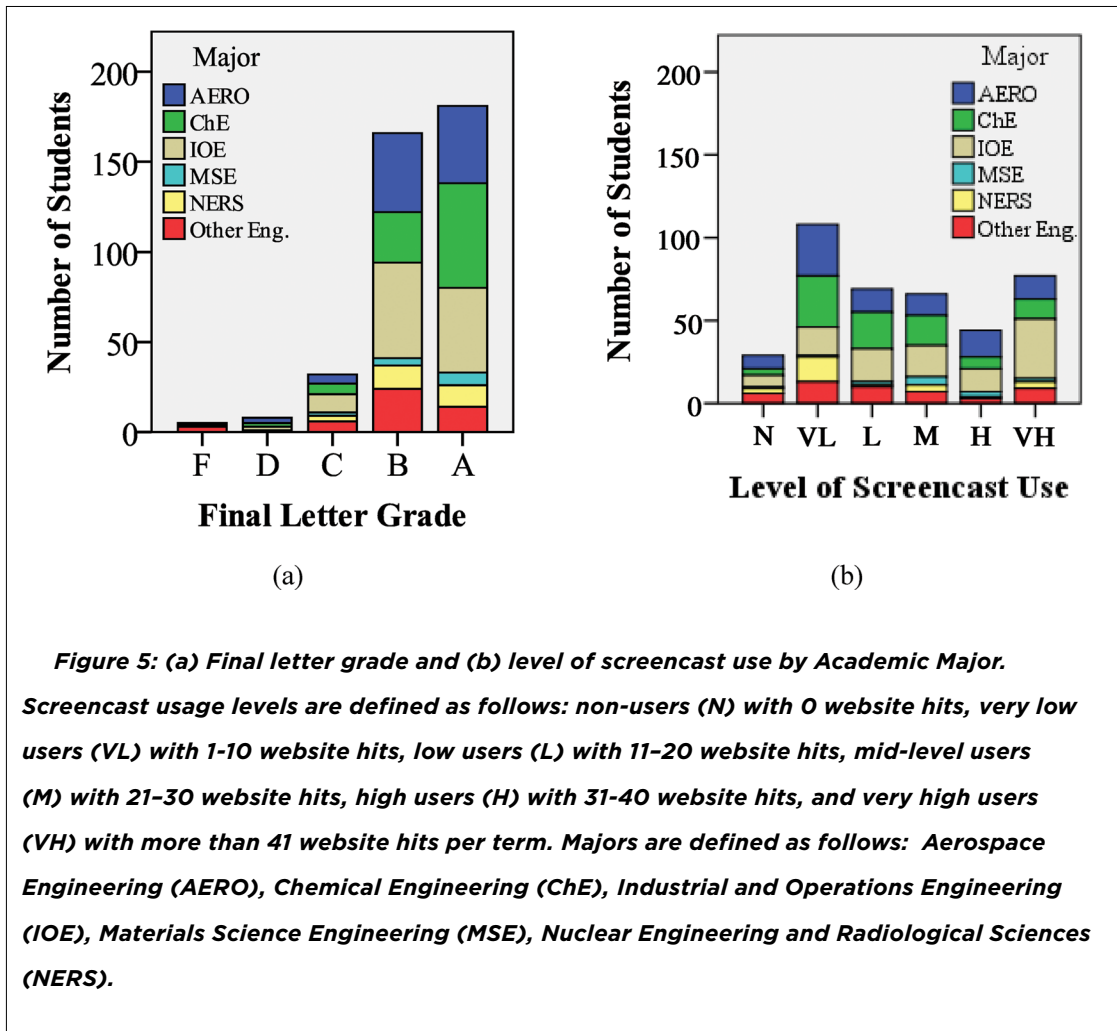 Major
AERO
ChE
IOE
MSE
NERS
Other Eng.
200
150
100
50
0
Number of Students
F D C B A
Final Letter Grade
(a)
Major
AERO
ChE
IOE
MSE
NERS
Other Eng.
200
150
100
50
0
Number of Students
N VL L M H VH
Level of Screencast Use
(b)
Figure 5: (a) Final letter grade and (b) level of screencast use by Academic Major.
Screencast usage levels are defined as follows: non-users (N) with 0 website hits, very low
users (VL) with 1-10 website hits, low users (L) with 11–20 website hits, mid-level users
(M) with 21–30 website hits, high users (H) with 31-40 website hits, and very high users
(VH) with more than 41 website hits per term. Majors are defined as follows: Aerospace
Engineering (AERO), Chemical Engineering (ChE), Industrial and Operations Engineering
(IOE), Materials Science Engineering (MSE), Nuclear Engineering and Radiological Sciences
(NERS).